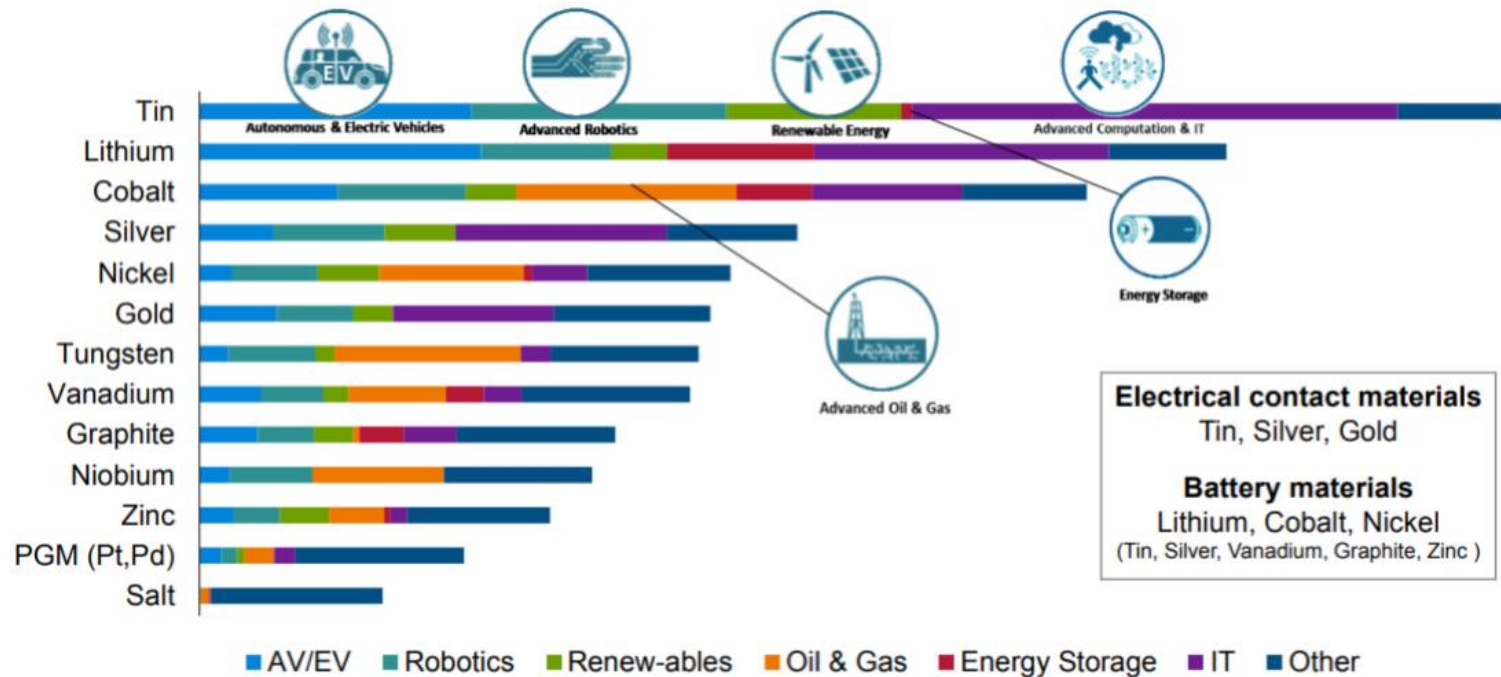 EV
Tin
Autonomous & Electric Vehicles
Advanced Robotics
Renewable Energy
Advanced Computation & IT
Lithium
Cobalt
Silver
Nickel
Energy Storage
Gold
Tungsten
Vanadium
Advanced Oil & Gas
Graphite
Niobium
Zinc
PGM (Pt,Pd)
Salt
Electrical contact materials
Tin, Silver, Gold
Battery materials
Lithium, Cobalt, Nickel
(Tin, Silver, Vanadium, Graphite, Zinc )
AV/EV Robotics Renew-ables Oil & Gas Energy Storage IT Other